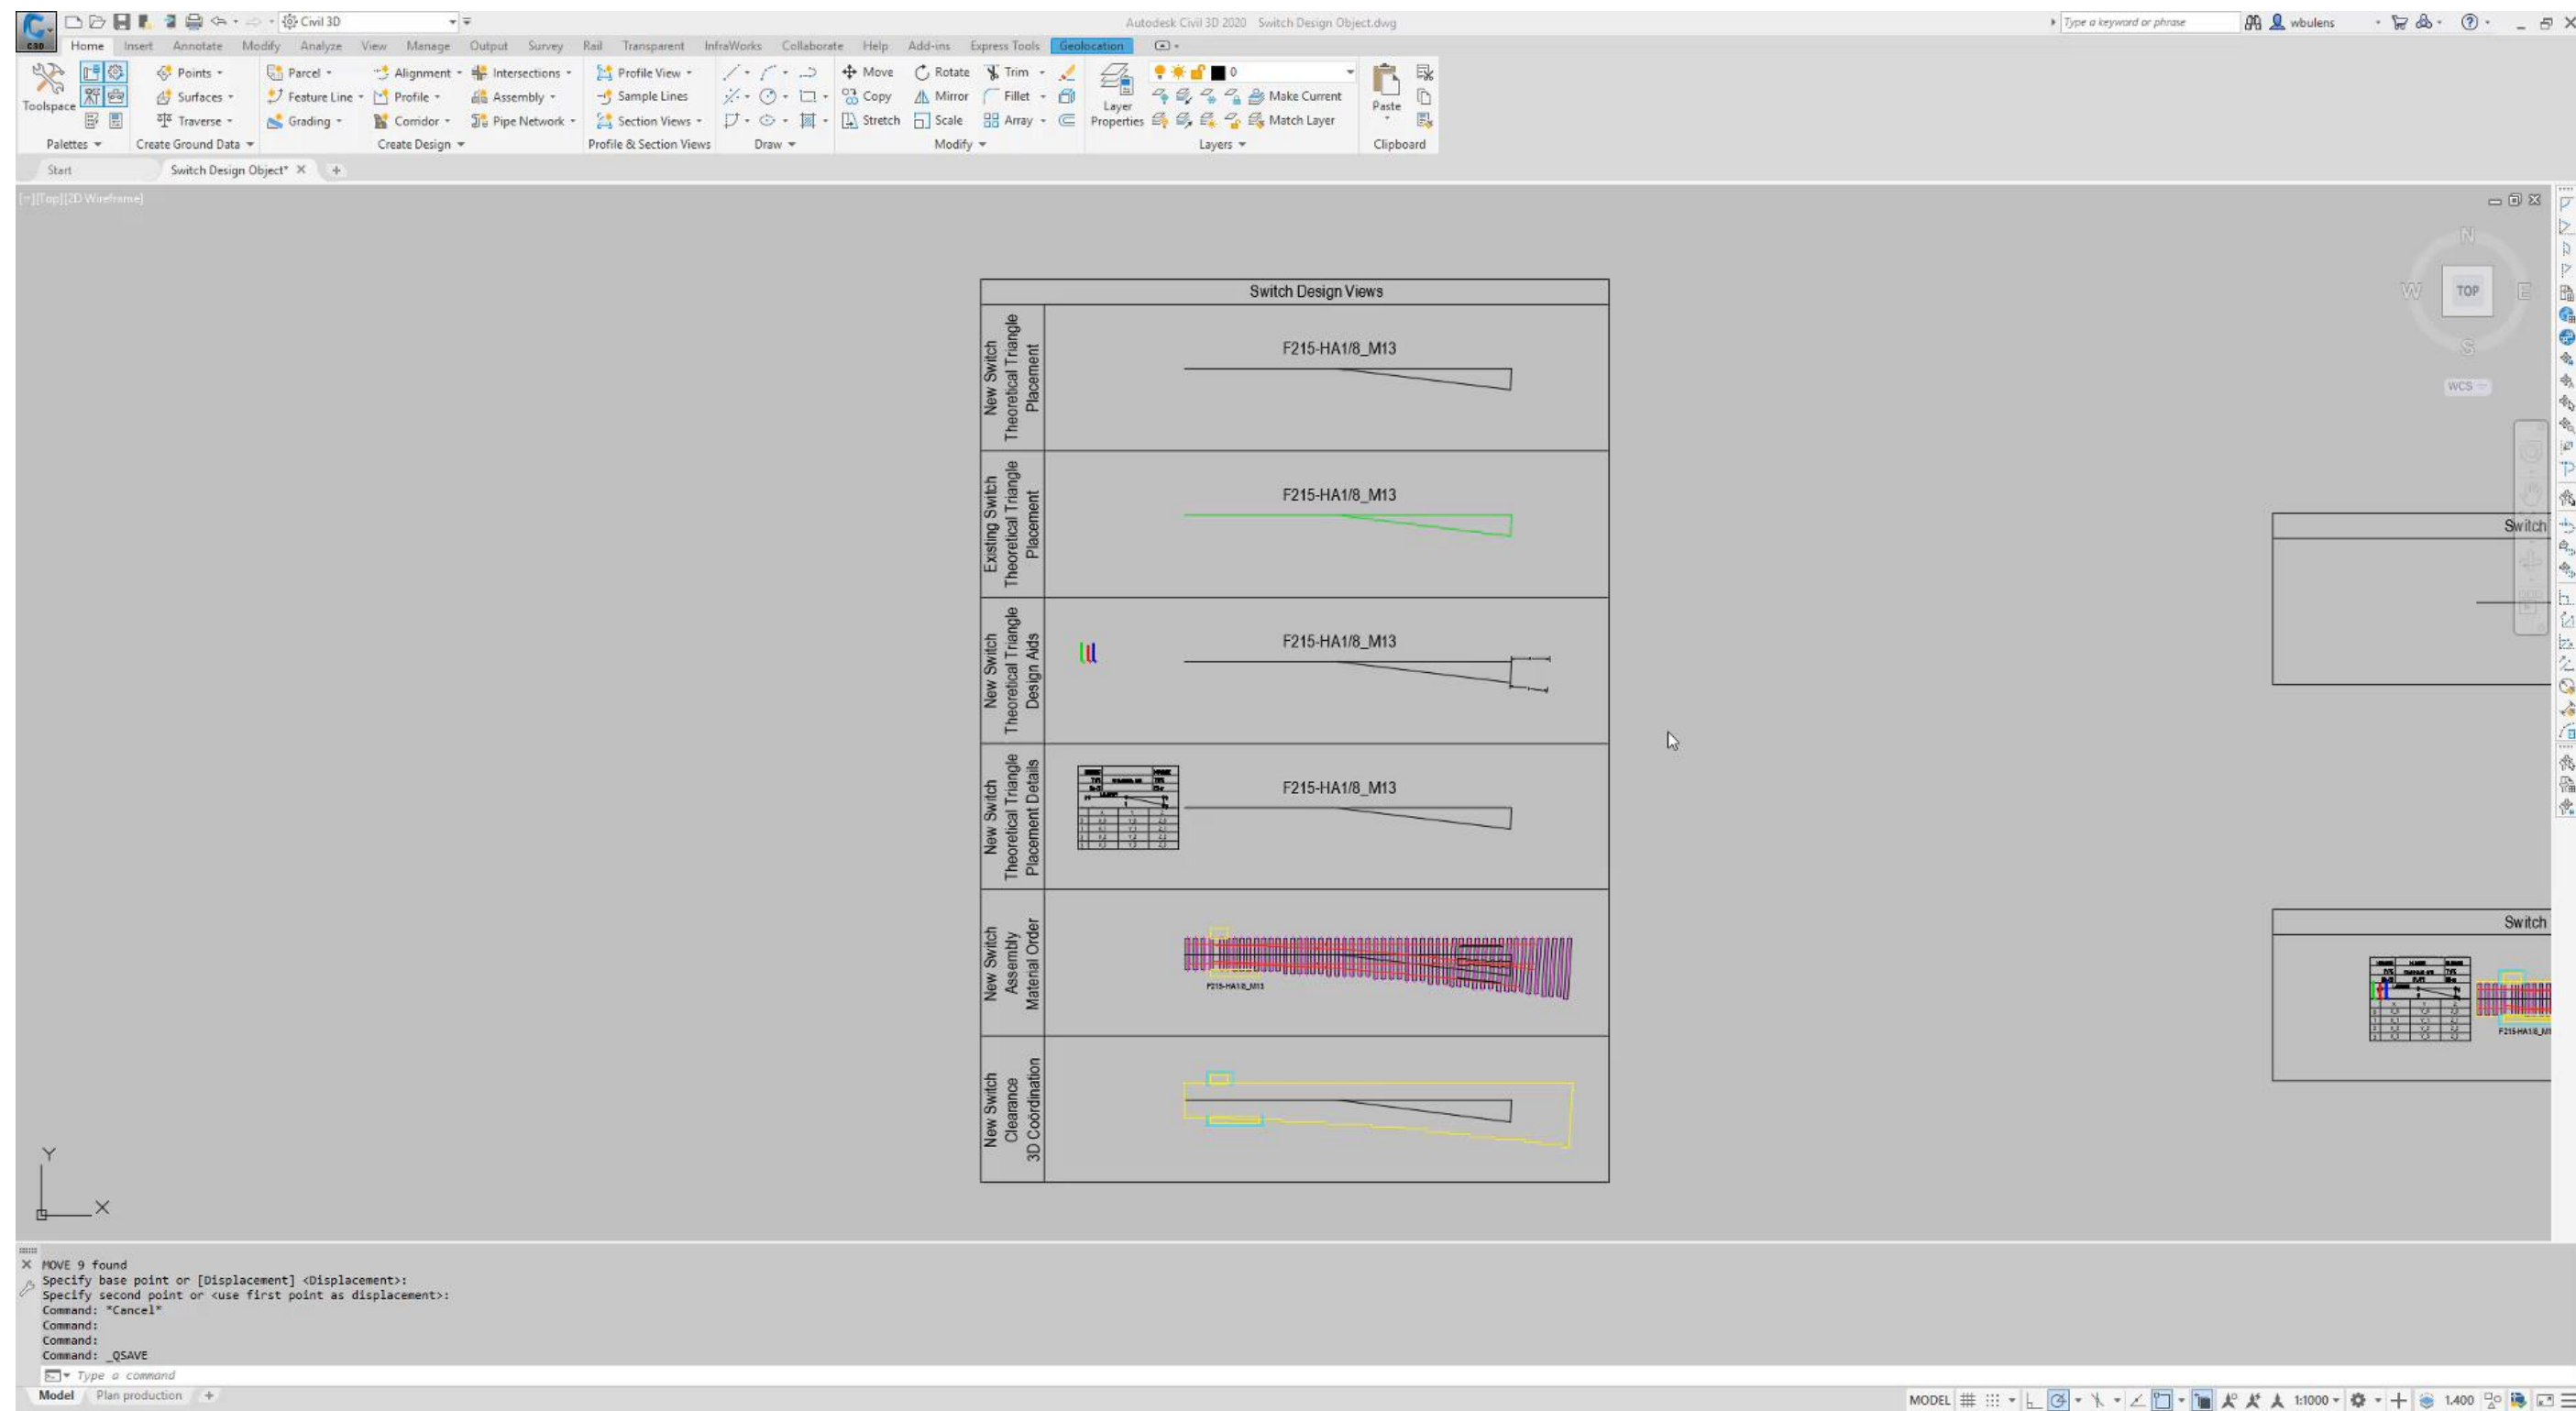 Civil 3D
Autodesk Civil 3D 2020 Switch Design Object.dwg
Type a keyword or phrase
wbulens
C3D
Home Insert Annotate Modify Analyze View Manage Output Survey Rail Transparent InfraWorks Collaborate Help Add-ins Express Tools Geolocation
Toolspace
Palettes
Points
Surfaces
Traverse
Create Ground Data
Parcel
Feature Line
Grading
Alignment
Profile
Corridor
Intersections
Assembly
Pipe Network
Create Design
Profile View
Sample Lines
Section Views
Profile & Section Views
Draw
Move Rotate Trim
Copy Mirror Fillet
Stretch Scale Array
Modify
Layer
Properties
0
Make Current
Match Layer
Layers
Paste
Clipboard
Start Switch Design Object*
[−][Top][2D Wireframe]
N
W TOP E
S
WCS
Switch Design Views
New Switch
Theoretical Triangle
Placement
F215-HA1/8_M13
Existing Switch
Theoretical Triangle
Placement
F215-HA1/8_M13
New Switch
Theoretical Triangle
Design Aids
F215-HA1/8_M13
New Switch
Theoretical Triangle
Placement Details
F215-HA1/8_M13
New Switch
Assembly
Material Order
F215-HA1/8_M13
New Switch
Clearance
3D Coördination
Switch
Switch
Y
X
MOVE 9 found
Specify base point or [Displacement] <Displacement>:
Specify second point or <use first point as displacement>:
Command: *Cancel*
Command:
Command:
Command: _QSAVE
Type a command
Model Plan production
MODEL 1:1000 1.400